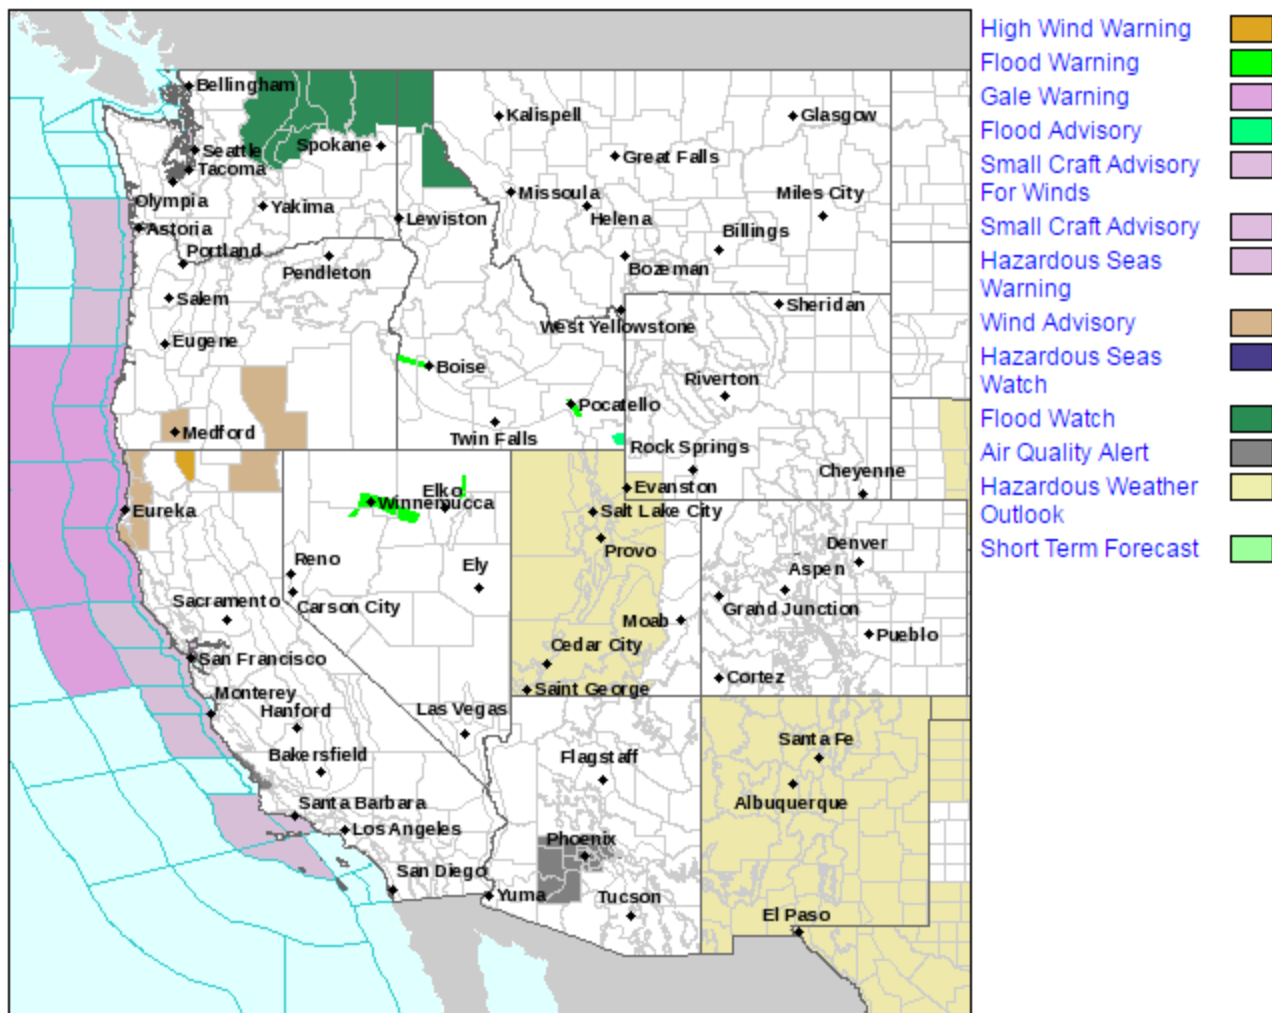 Bellingham
Kalispell
Glasgow
Seattle
Spokane
Great Falls
Tacoma
Olympia
Yakima
Missoula
Miles City
Lewiston
Helena
Astoria
Billings
Portland
Pendleton
Bozeman
Salem
Sheridan
West Yellowstone
Eugene
Boise
Riverton
Pocatello
Medford
Twin Falls
Rock Springs
Cheyenne
Elko
Winnemucca
Evanston
Eureka
Salt Lake City
Provo
Denver
Reno
Ely
Aspen
Sacramento
Carson City
Grand Junction
Moab
Pueblo
Cedar City
San Francisco
Cortez
Saint George
Monterey
Hanford
Las Vegas
Santa Fe
Bakersfield
Flagstaff
Santa Barbara
Albuquerque
Los Angeles
Phoenix
San Diego
Yuma
Tucson
El Paso
High Wind Warning
Flood Warning
Gale Warning
Flood Advisory
Small Craft Advisory
For Winds
Small Craft Advisory
Hazardous Seas
Warning
Wind Advisory
Hazardous Seas
Watch
Flood Watch
Air Quality Alert
Hazardous Weather
Outlook
Short Term Forecast